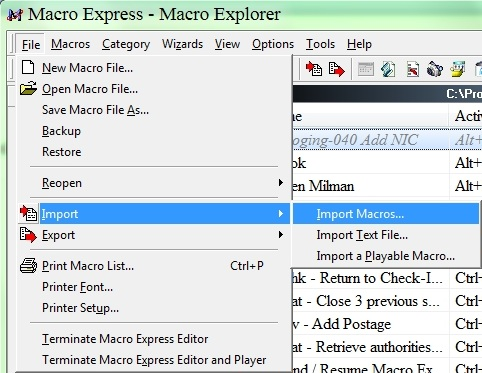 Macro Express - Macro Explorer
File Macros Category Wizards View Options Tools Help
New Macro File...
Open Macro File...
Save Macro File As...
Backup
Restore
Reopen
Import
Export
Print Macro List... Ctrl+P
Printer Font...
Printer Setup...
Terminate Macro Express Editor
Terminate Macro Express Editor and Player
Import Macros...
Import Text File...
Import a Playable Macro...
C:\Pro
me Activ
oging-040 Add NIC Alt+
ok Alt+
en Milman Alt+
nk - Return to Check-I... Ctrl+
at - Close 3 previous s... Ctrl+
v - Add Postage Ctrl+
at - Retrieve authorities... Ctrl+
nd / Resume Macro Ex... Ctrl+